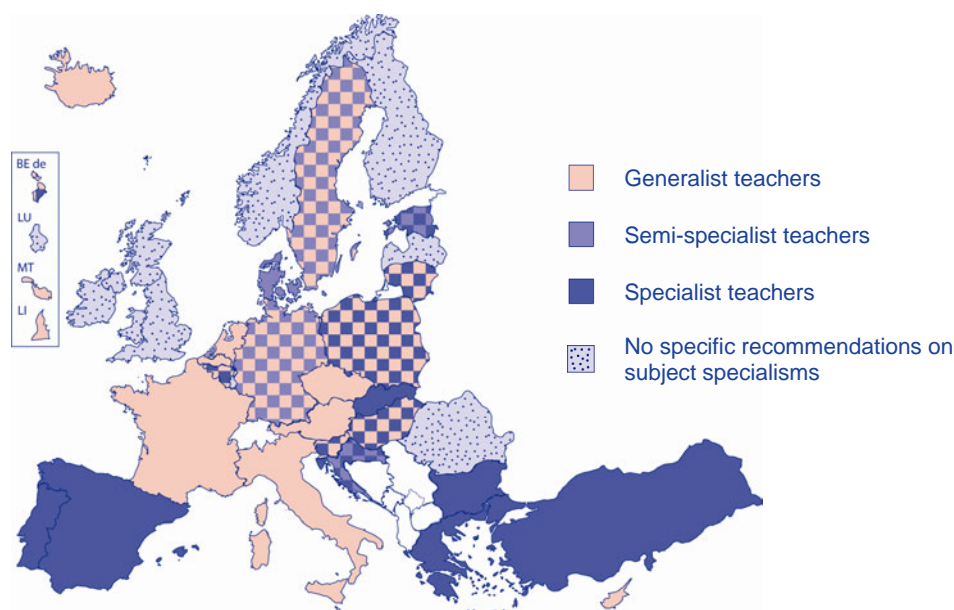 BE de
LU
MT
LI
Generalist teachers
Semi-specialist teachers
Specialist teachers
No specific recommendations on
subject specialisms